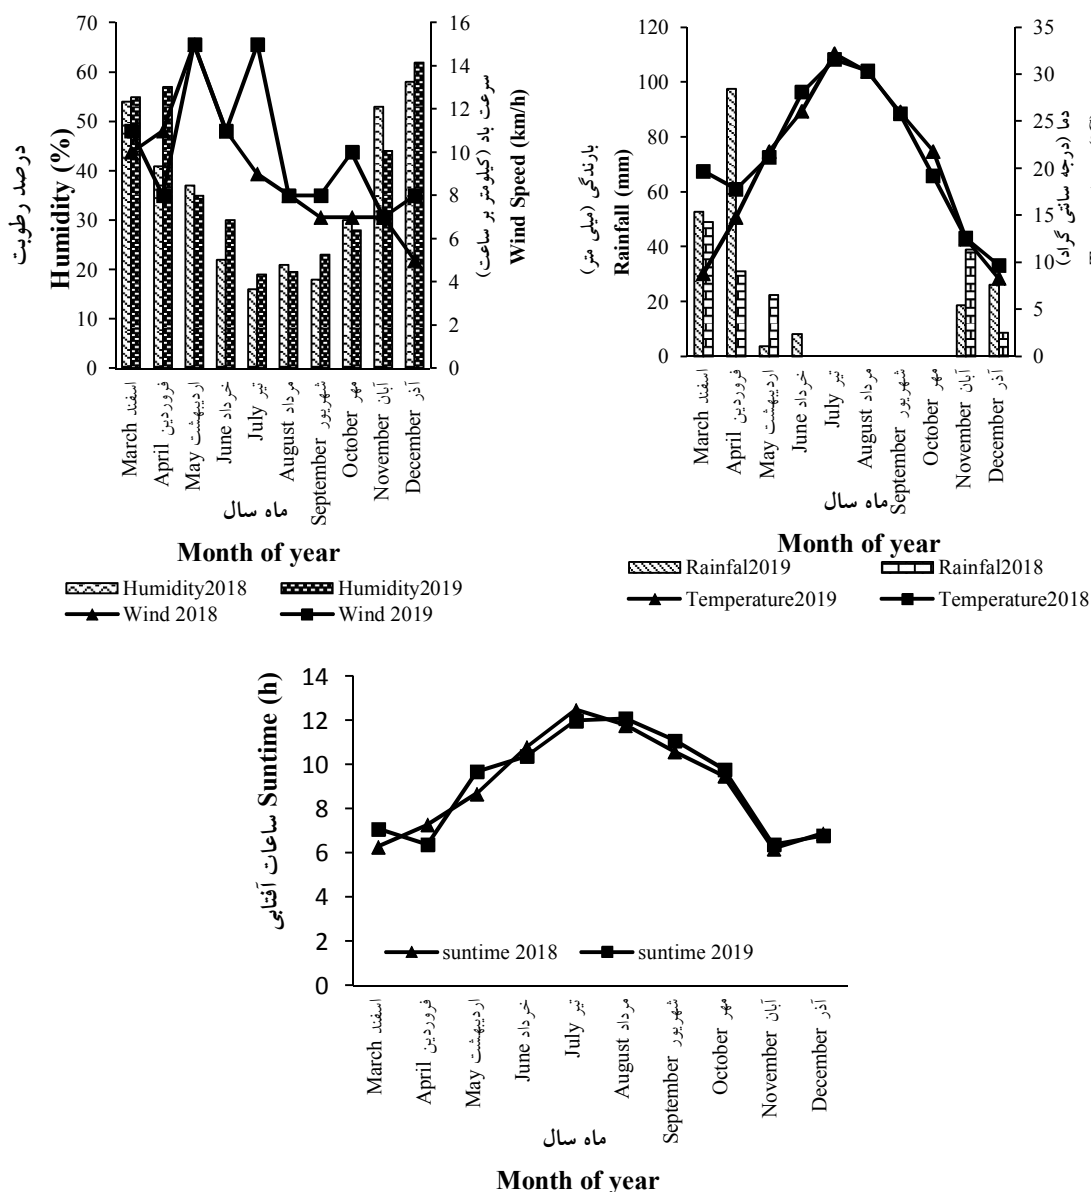 درصد رطوبت
Humidity (%)
70
60
50
40
30
20
10
0
16
14
12
10
8
6
4
2
0
سرعت باد (کیلومتر بر ساعت)
Wind Speed (km/h)
March اسفند
April فروردین
May اردیبهشت
June خرداد
July تیر
August مرداد
September شهریور
October مهر
November آبان
December آذر
ماه سال
Month of year
Humidity2018
Humidity2019
Wind 2018
Wind 2019
بارندگی (میلی متر)
Rainfall (mm)
120
100
80
60
40
20
0
35
30
25
20
15
10
5
0
دما (درجه سانتی گراد)
March اسفند
April فروردین
May اردیبهشت
June خرداد
July تیر
August مرداد
September شهریور
October مهر
November آبان
December آذر
ماه سال
Month of year
Rainfal2019
Rainfal2018
Temperature2019
Temperature2018
ساعات آفتابی Suntime (h)
14
12
10
8
6
4
2
0
suntime 2018
suntime 2019
March اسفند
April فروردین
May اردیبهشت
June خرداد
July تیر
August مرداد
September شهریور
October مهر
November آبان
December آذر
ماه سال
Month of year